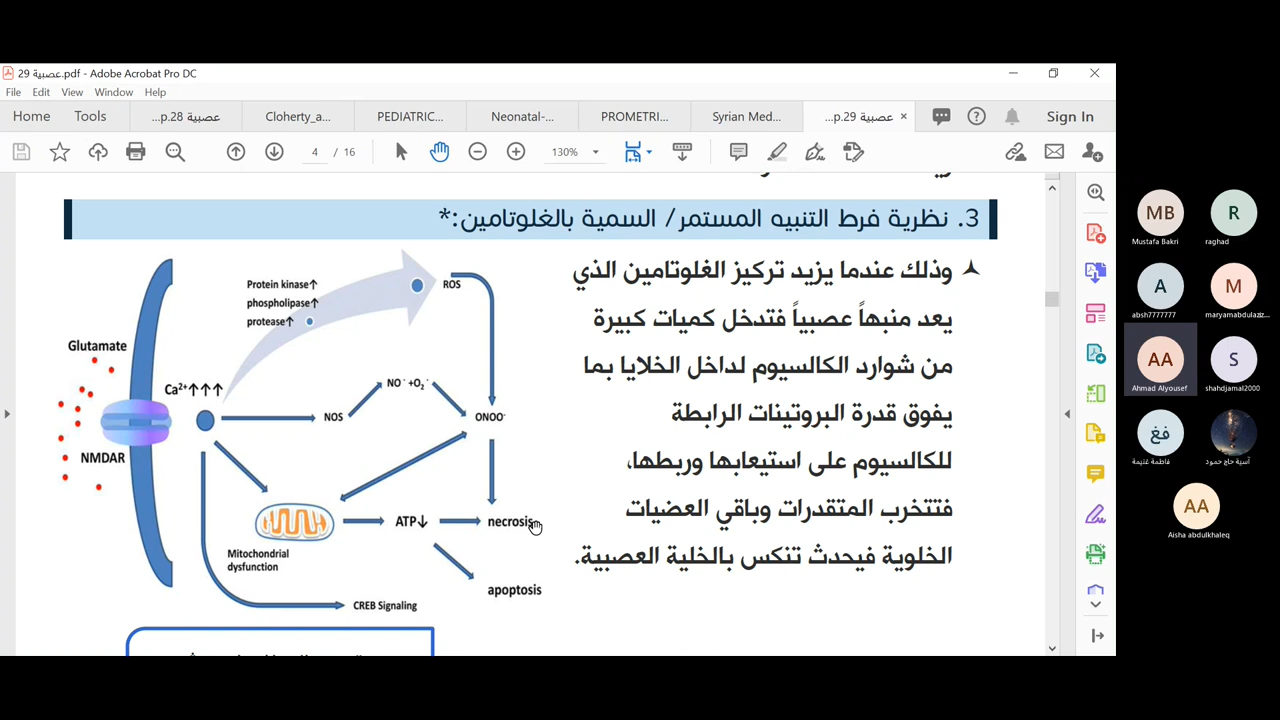 عصبية 29.pdf - Adobe Acrobat Pro DC
File Edit View Window Help
Home Tools
عصبية 28.p...
Cloherty_a...
PEDIATRIC...
Neonatal-...
PROMETRI...
Syrian Med...
عصبية 29.p... ×
Sign In
4 / 16
130%
3. نظرية فرط التنبيه المستمر/ السمية بالغلوتامين:*
وذلك عندما يزيد تركيز الغلوتامين الذي
يعد منبهاً عصبياً فتدخل كميات كبيرة
من شوارد الكالسيوم لداخل الخلايا بما
يفوق قدرة البروتينات الرابطة
للكالسيوم على استيعابها وربطها،
فتتخرب المتقدرات وباقي العضيات
الخلوية فيحدث تنكس بالخلية العصبية.
Protein kinase↑
phospholipase↑
protease↑
ROS
Glutamate
Ca²⁺↑↑↑
NO⁻+O₂⁻
NOS
ONOO⁻
NMDAR
ATP↓
necrosis
Mitochondrial
dysfunction
apoptosis
CREB Signaling
MB
Mustafa Bakri
R
raghad
A
absh7777777
M
maryamabdulaziz...
AA
Ahmad Alyousef
S
shahdjamal2000
فغ
فاطمة غنيمة
آسية حاج حمود
AA
Aisha abdulkhaleq